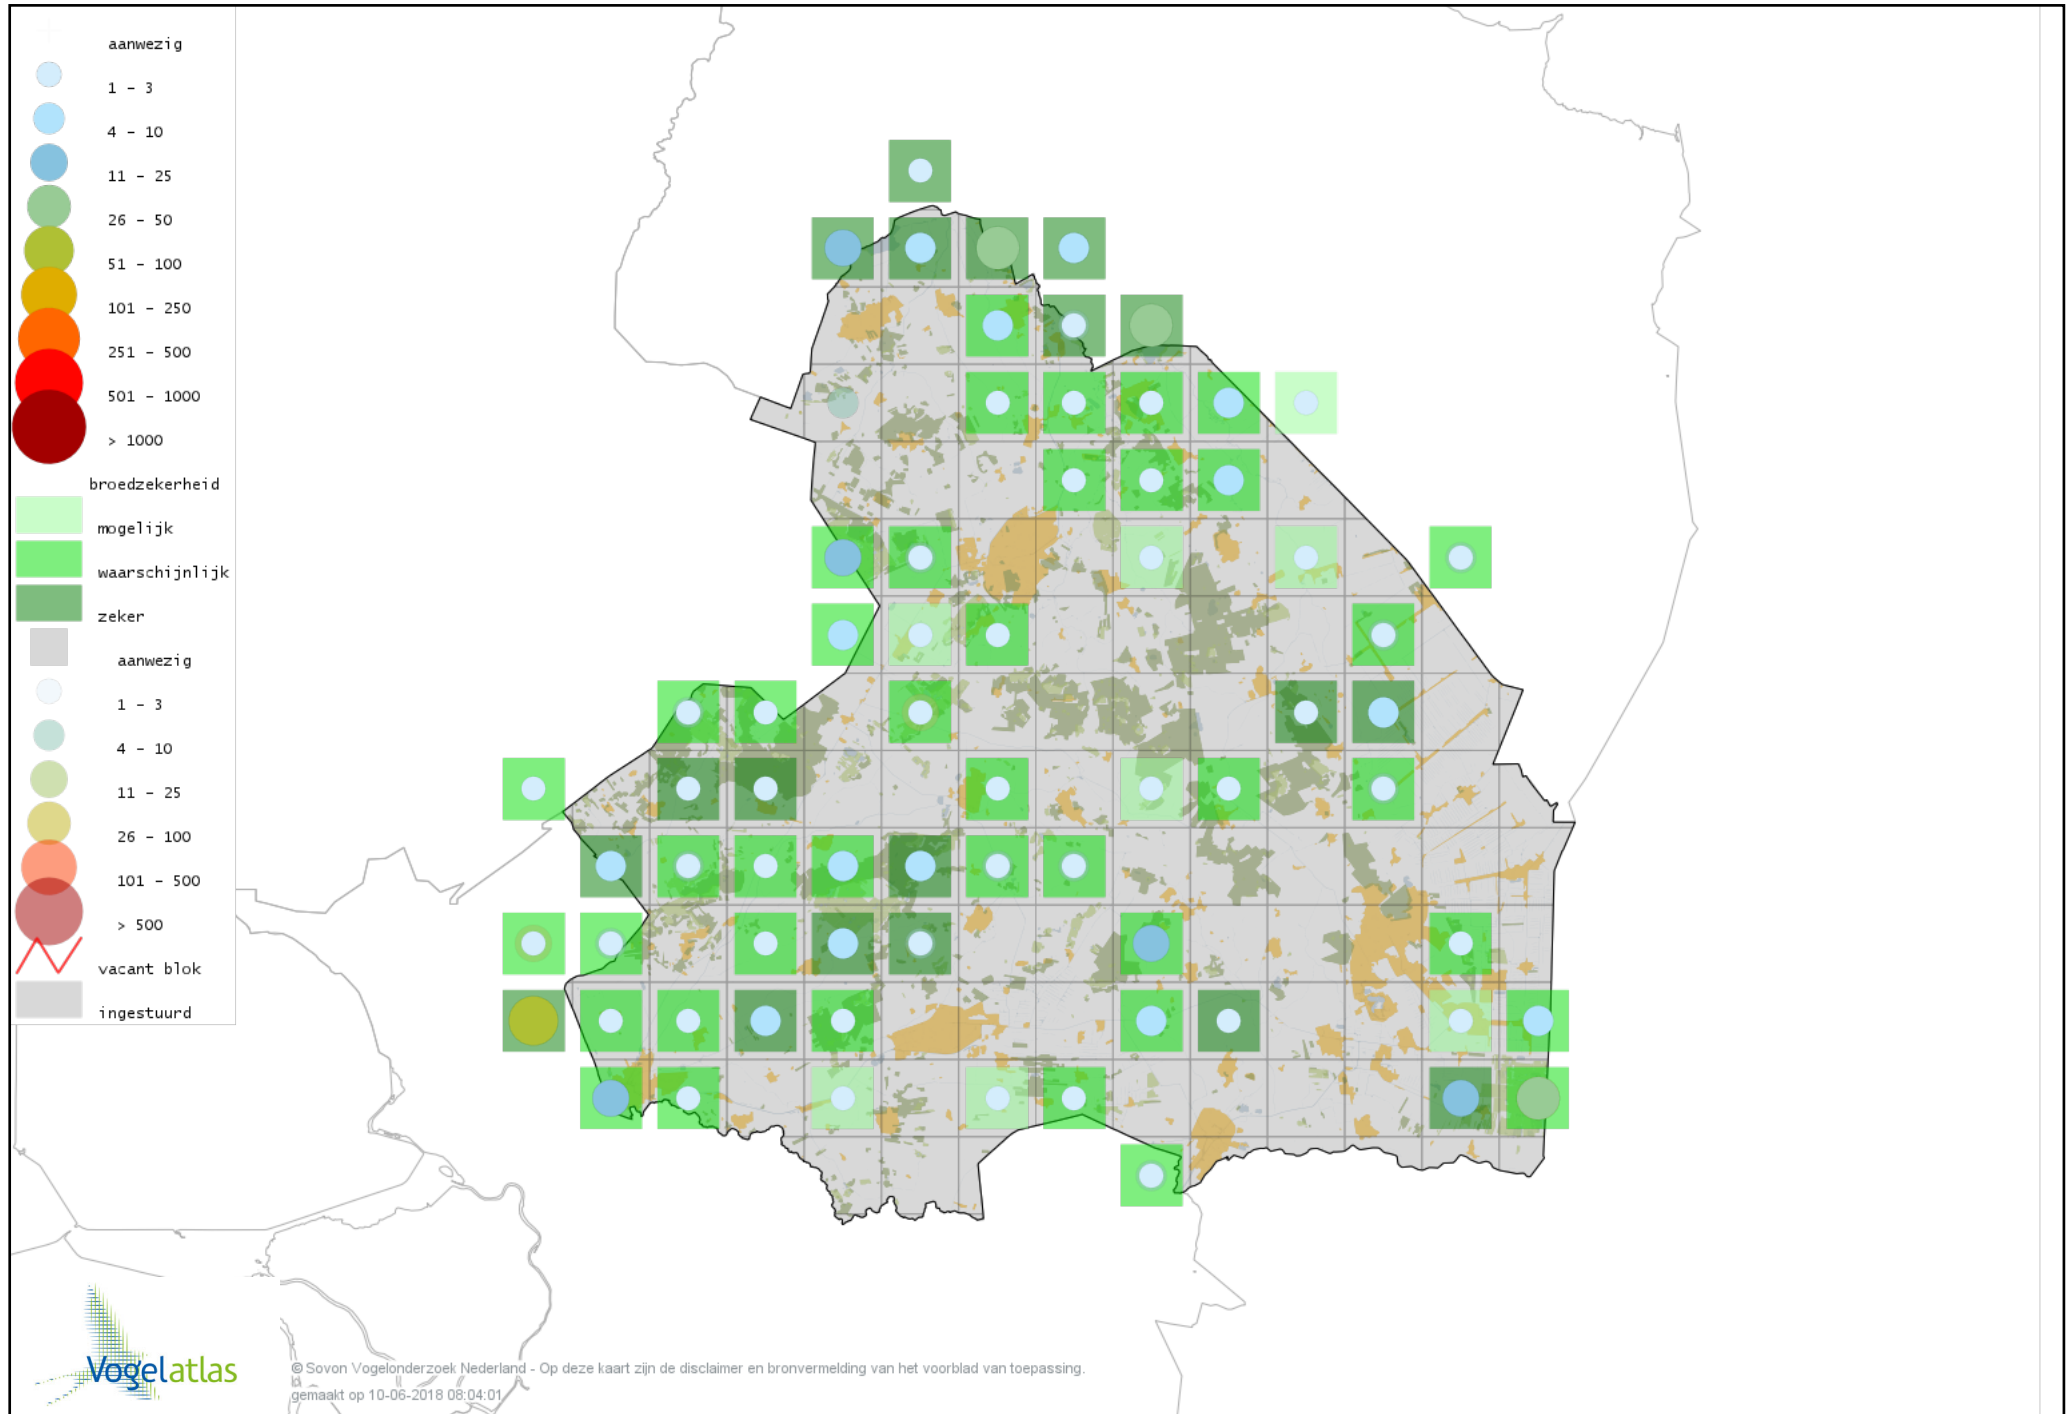 aanwezig
1 - 3
4 - 10
11 - 25
26 - 50
51 - 100
101 - 250
251 - 500
501 - 1000
> 1000
broedzekerheid
mogelijk
waarschijnlijk
zeker
aanwezig
1 - 3
4 - 10
11 - 25
26 - 100
101 - 500
> 500
vacant blok
ingestuurd
Vogelatlas
© Sovon Vogelonderzoek Nederland - Op deze kaart zijn de disclaimer en bronvermelding van het voorblad van toepassing.
gemaakt op 10-06-2018 08:04:01